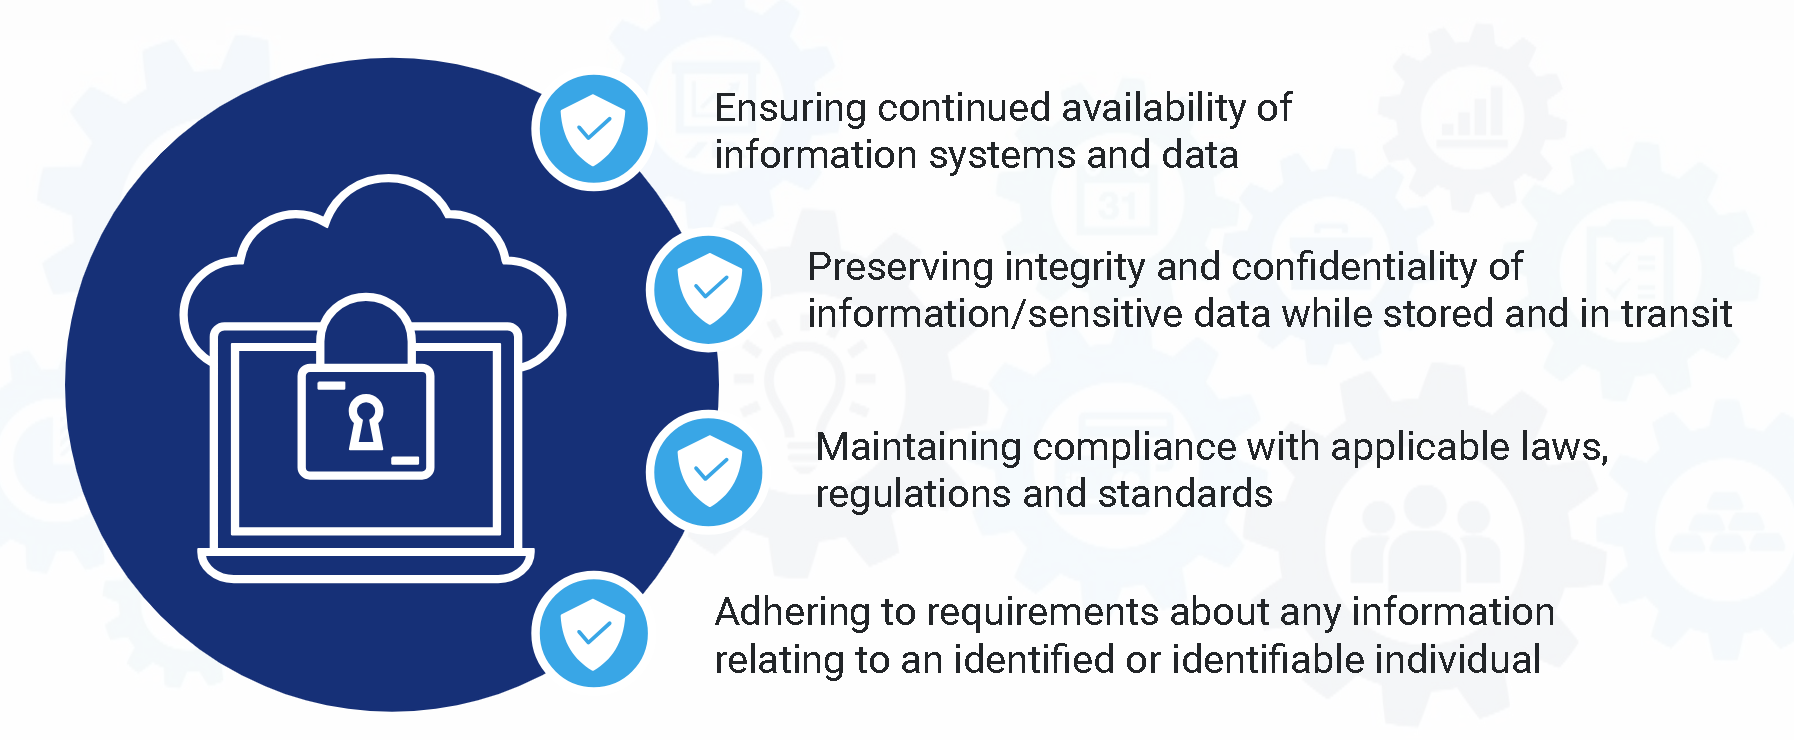 Ensuring continued availability of
information systems and data
31
Preserving integrity and confidentiality of
information/sensitive data while stored and in transit
Maintaining compliance with applicable laws,
regulations and standards
Adhering to requirements about any information
relating to an identified or identifiable individual